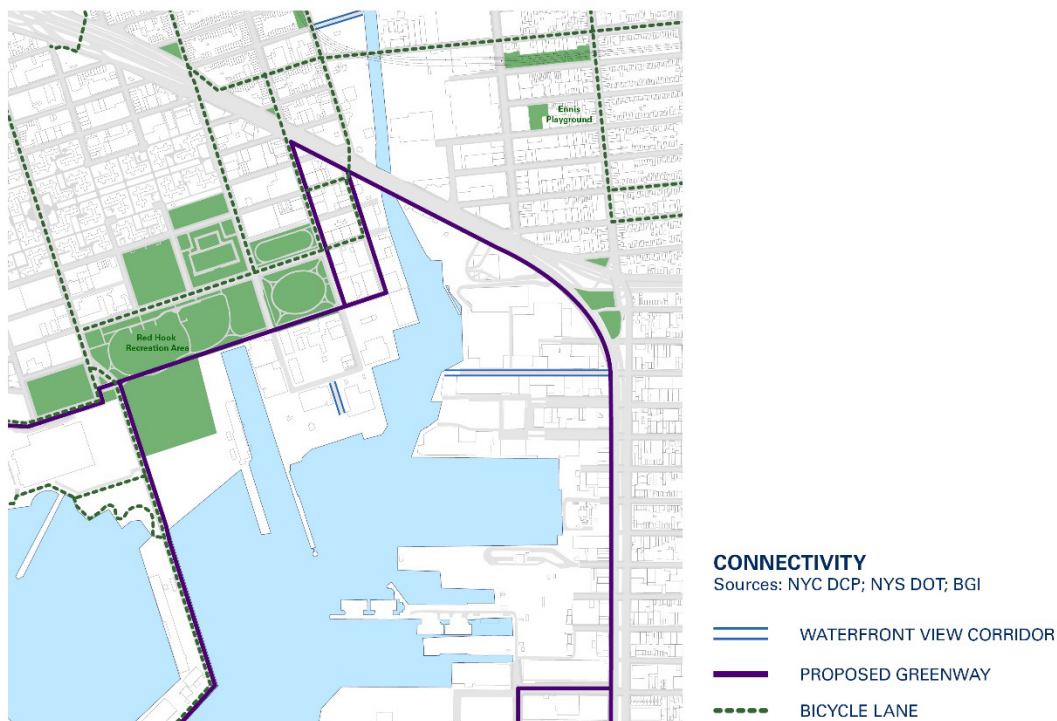 Ennis
Playground
Red Hook
Recreation Area
CONNECTIVITY
Sources: NYC DCP; NYS DOT; BGI
WATERFRONT VIEW CORRIDOR
PROPOSED GREENWAY
BICYCLE LANE